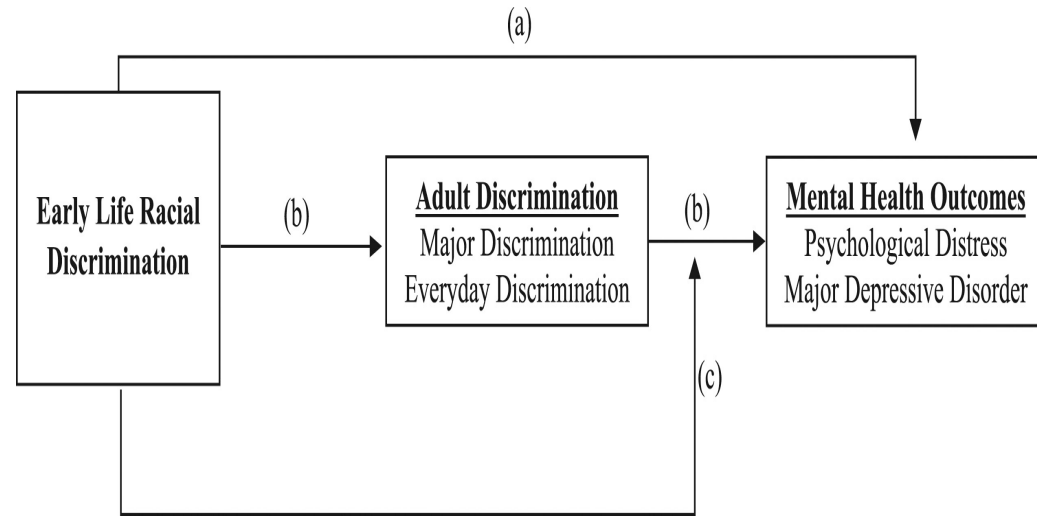 (a)
Early Life Racial
Discrimination
(b)
Adult Discrimination
Major Discrimination
Everyday Discrimination
(b)
Mental Health Outcomes
Psychological Distress
Major Depressive Disorder
(c)